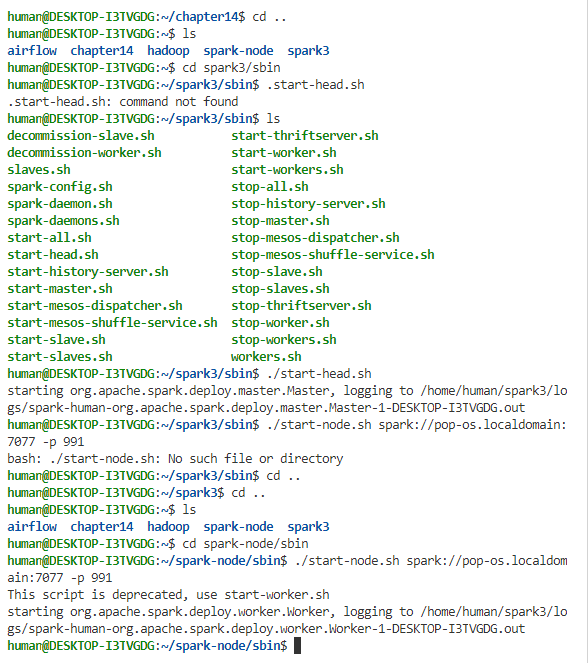 human@DESKTOP-I3TVGDG:~/chapter14$ cd ..
human@DESKTOP-I3TVGDG:~$ ls
airflow  chapter14  hadoop  spark-node  spark3
human@DESKTOP-I3TVGDG:~$ cd spark3/sbin
human@DESKTOP-I3TVGDG:~/spark3/sbin$ .start-head.sh
.start-head.sh: command not found
human@DESKTOP-I3TVGDG:~/spark3/sbin$ ls
decommission-slave.sh          start-thriftserver.sh
decommission-worker.sh         start-worker.sh
slaves.sh                      start-workers.sh
spark-config.sh                stop-all.sh
spark-daemon.sh                stop-history-server.sh
spark-daemons.sh               stop-master.sh
start-all.sh                   stop-mesos-dispatcher.sh
start-head.sh                  stop-mesos-shuffle-service.sh
start-history-server.sh        stop-slave.sh
start-master.sh                stop-slaves.sh
start-mesos-dispatcher.sh      stop-thriftserver.sh
start-mesos-shuffle-service.sh  stop-worker.sh
start-slave.sh                 stop-workers.sh
start-slaves.sh                workers.sh
human@DESKTOP-I3TVGDG:~/spark3/sbin$ ./start-head.sh
starting org.apache.spark.deploy.master.Master, logging to /home/human/spark3/lo
gs/spark-human-org.apache.spark.deploy.master.Master-1-DESKTOP-I3TVGDG.out
human@DESKTOP-I3TVGDG:~/spark3/sbin$ ./start-node.sh spark://pop-os.localdomain:
7077 -p 991
bash: ./start-node.sh: No such file or directory
human@DESKTOP-I3TVGDG:~/spark3/sbin$ cd ..
human@DESKTOP-I3TVGDG:~/spark3$ cd ..
human@DESKTOP-I3TVGDG:~$ ls
airflow  chapter14  hadoop  spark-node  spark3
human@DESKTOP-I3TVGDG:~$ cd spark-node/sbin
human@DESKTOP-I3TVGDG:~/spark-node/sbin$ ./start-node.sh spark://pop-os.localdom
ain:7077 -p 991
This script is deprecated, use start-worker.sh
starting org.apache.spark.deploy.worker.Worker, logging to /home/human/spark3/lo
gs/spark-human-org.apache.spark.deploy.worker.Worker-1-DESKTOP-I3TVGDG.out
human@DESKTOP-I3TVGDG:~/spark-node/sbin$